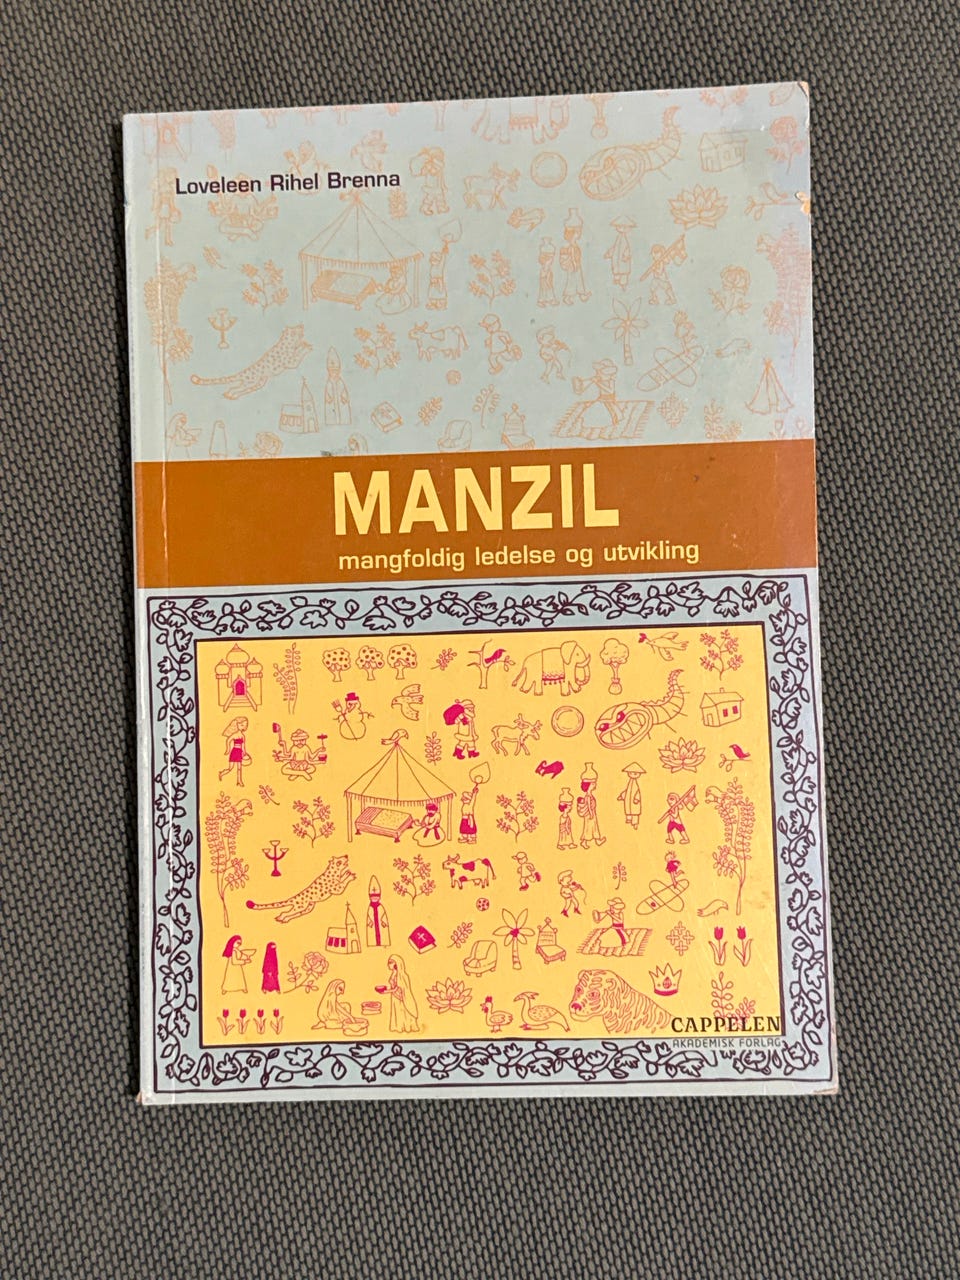 Loveleen Rihel Brenna
MANZIL
mangfoldig ledelse og utvikling
CAPPELEN
AKADEMISK FORLAG